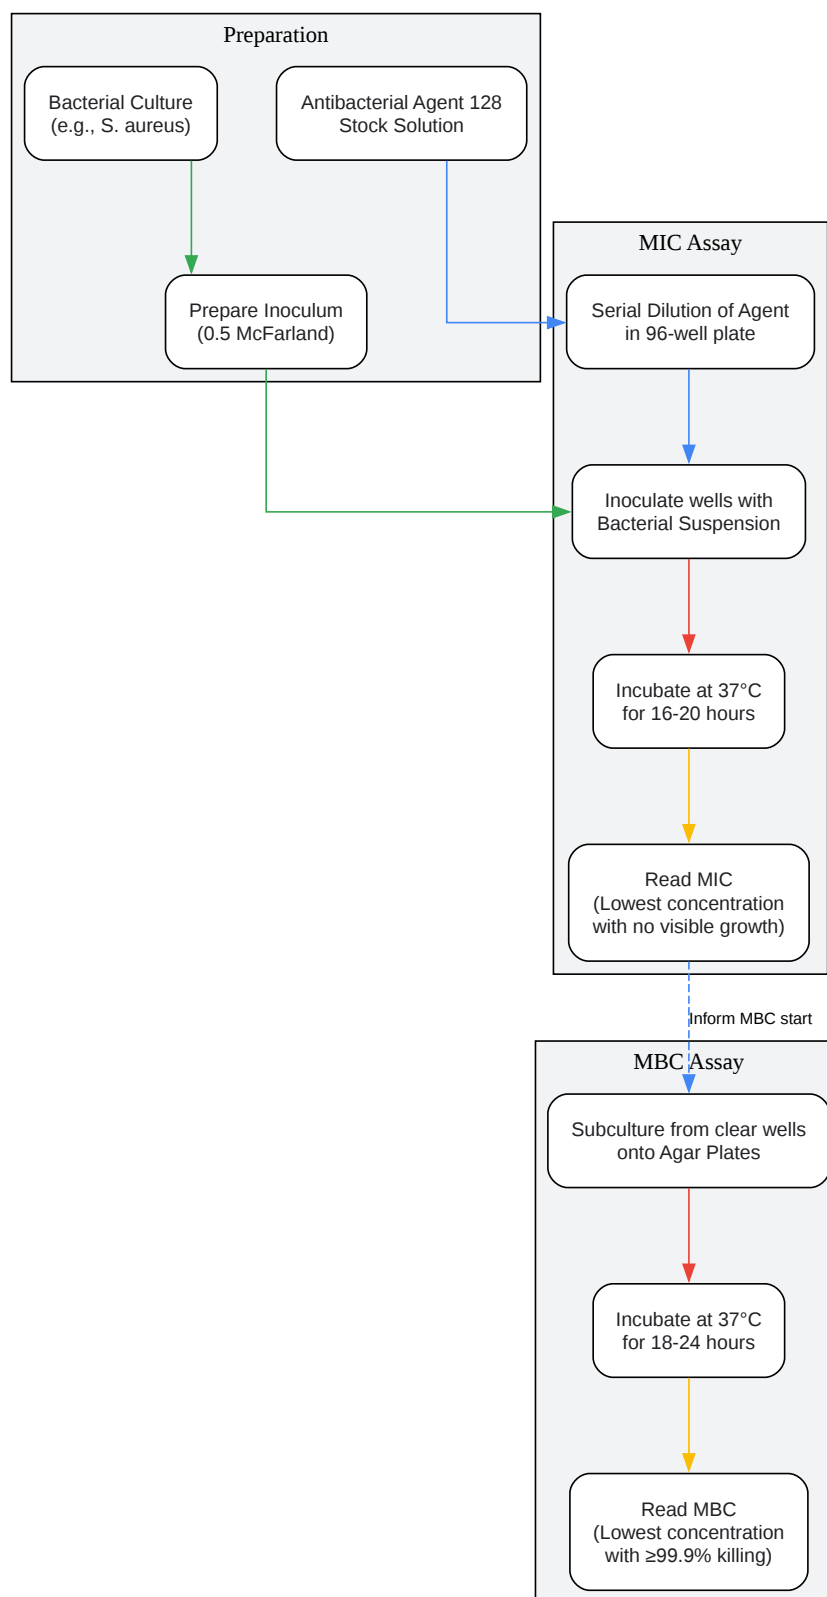 Preparation
Bacterial Culture
(e.g., S. aureus)
Antibacterial Agent 128
Stock Solution
Prepare Inoculum
(0.5 McFarland)
MIC Assay
Serial Dilution of Agent
in 96-well plate
Inoculate wells with
Bacterial Suspension
Incubate at 37°C
for 16-20 hours
Read MIC
(Lowest concentration
with no visible growth)
Inform MBC start
MBC Assay
Subculture from clear wells
onto Agar Plates
Incubate at 37°C
for 18-24 hours
Read MBC
(Lowest concentration
with ≥99.9% killing)